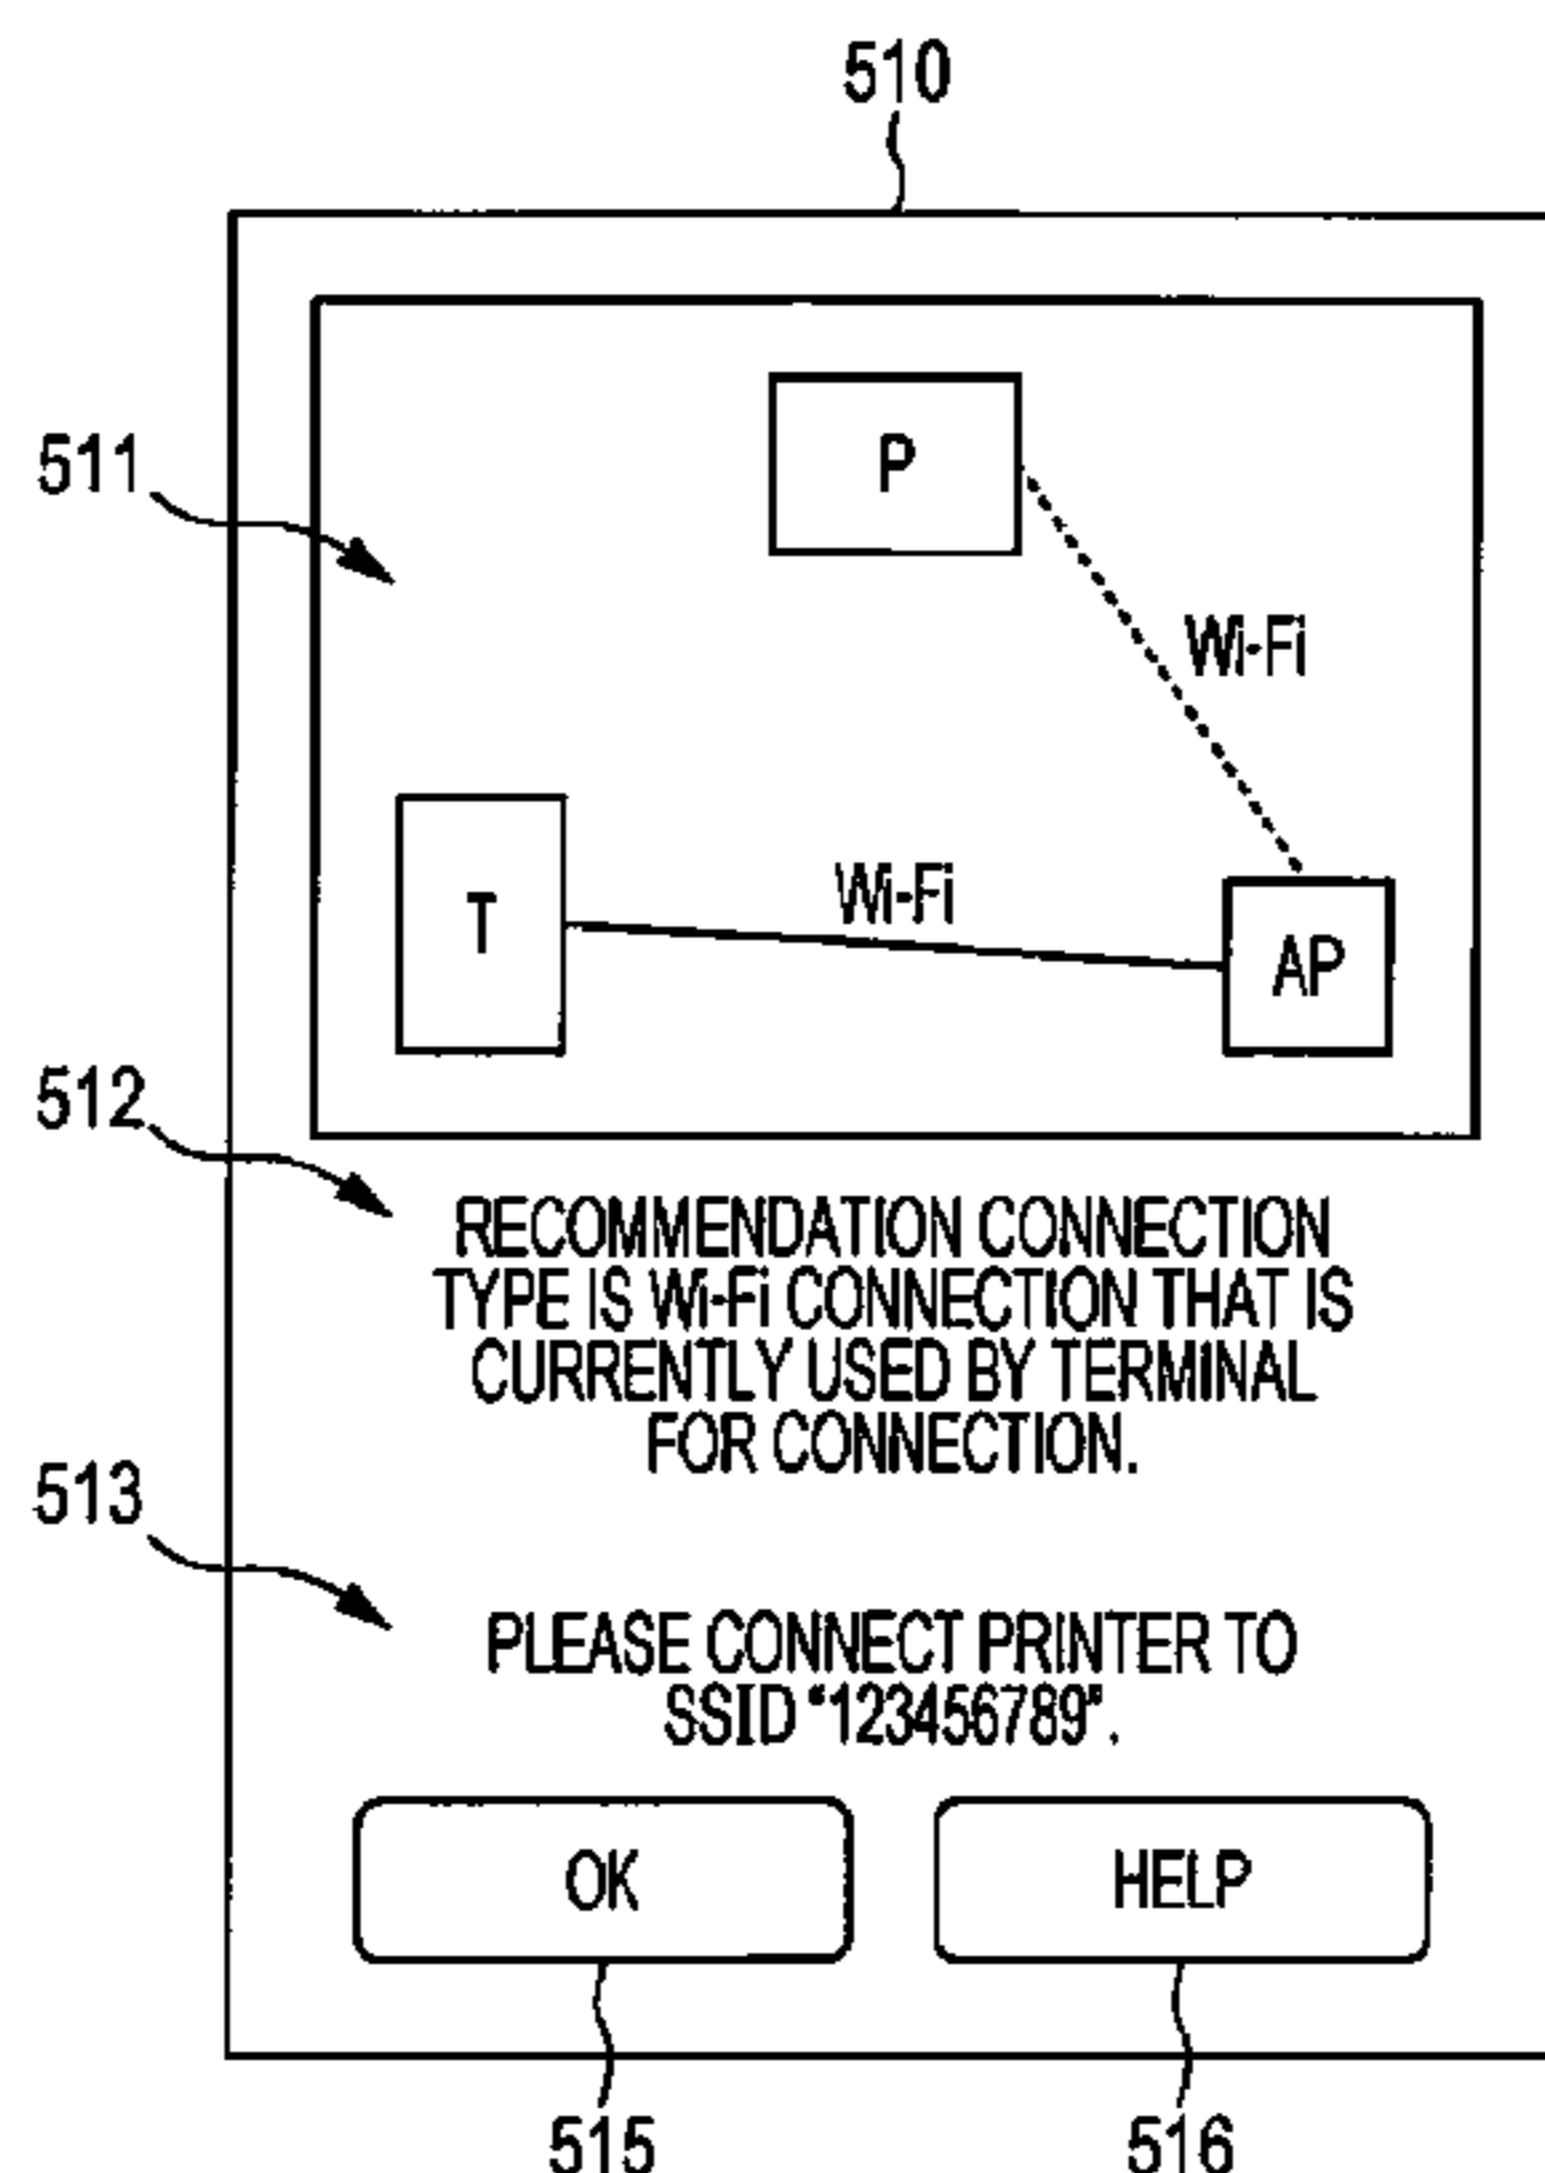 510
511
P
Wi-Fi
T
Wi-Fi
AP
512
RECOMMENDATION CONNECTION
TYPE IS Wi-Fi CONNECTION THAT IS
CURRENTLY USED BY TERMINAL
FOR CONNECTION.
513
PLEASE CONNECT PRINTER TO
SSID “123456789”.
OK
HELP
515
516